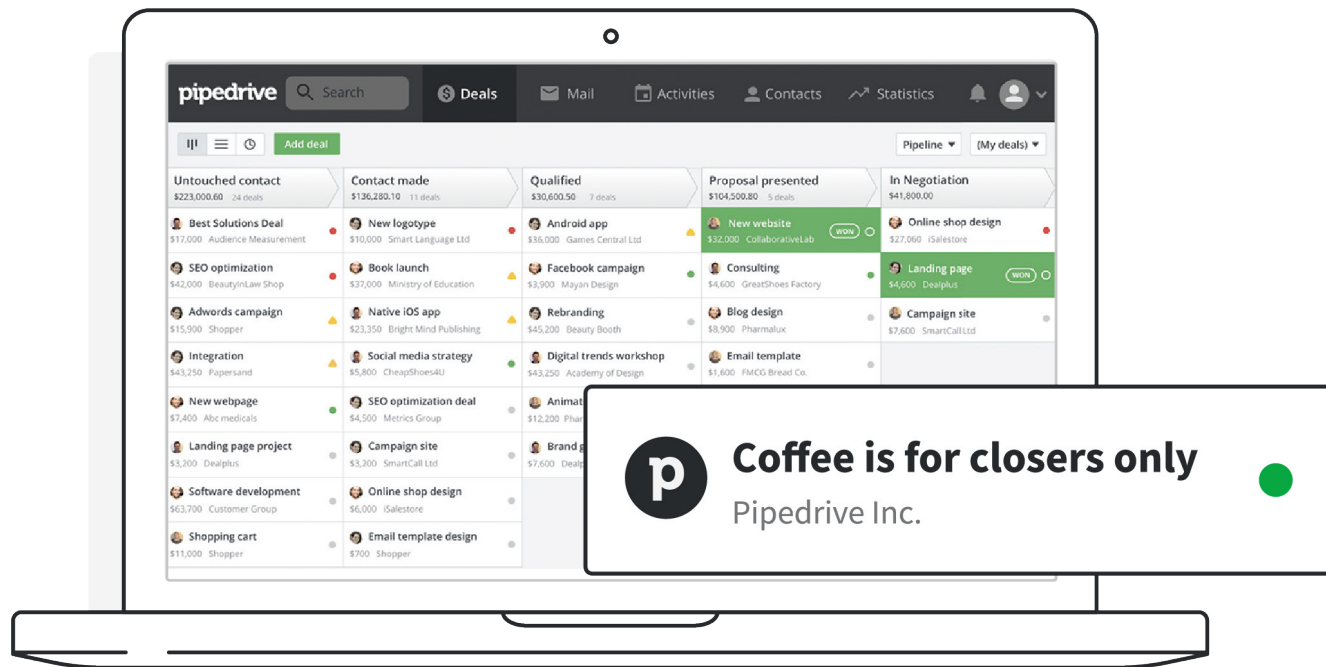 pipedrive Search Deals Mail Activities Contacts Statistics
Add deal Pipeline (My deals)
Untouched contact
$223,000.60 24 deals
Best Solutions Deal
$17,000 Audience Measurement
SEO optimization
$42,000 BeautyinLaw Shop
Adwords campaign
$15,900 Shopper
Integration
$43,250 Papersand
New webpage
$7,400 Abc medicals
Landing page project
$3,200 Dealplus
Software development
$63,700 Customer Group
Shopping cart
$11,000 Shopper
Contact made
$136,280.10 11 deals
New logotype
$10,000 Smart Language Ltd
Book launch
$37,000 Ministry of Education
Native iOS app
$23,350 Bright Mind Publishing
Social media strategy
$5,800 CheapShoes4U
SEO optimization deal
$4,500 Metrics Group
Campaign site
$3,200 SmartCall Ltd
Online shop design
$6,000 iSalestore
Email template design
$700 Shopper
Qualified
$30,600.50 7 deals
Android app
$36,000 Games Central Ltd
Facebook campaign
$3,900 Mayan Design
Rebranding
$45,200 Beauty Booth
Digital trends workshop
$43,250 Academy of Design
Animat
$12,200 Phar
Brand g
$7,600 Dealp
Proposal presented
$104,500.80 5 deals
New website
$32,000 CollaborativeLab
WON
Consulting
$4,600 GreatShoes Factory
Blog design
$8,900 Pharmalux
Email template
$1,600 FMCG Bread Co.
In Negotiation
$41,800.00
Online shop design
$27,060 iSalestore
Landing page
$4,600 Dealplus
WON
Campaign site
$7,600 SmartCall Ltd
p
Coffee is for closers only
Pipedrive Inc.